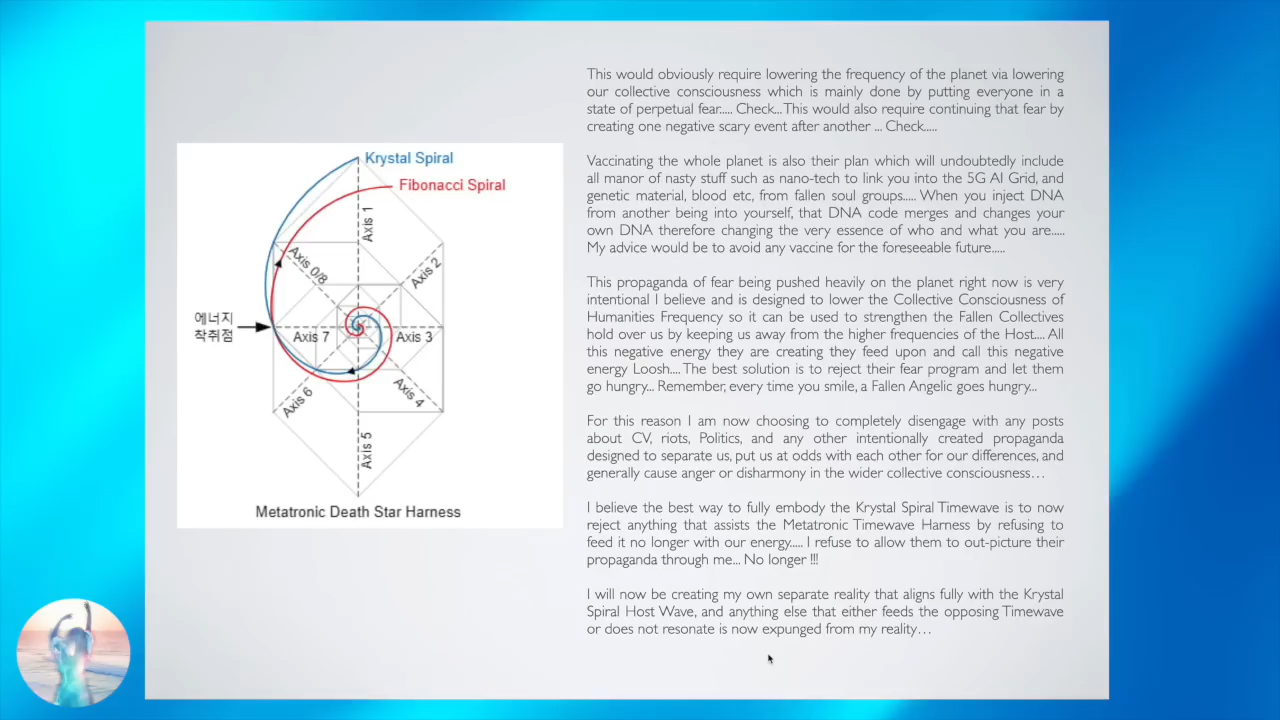 Krystal Spiral
Fibonacci Spiral
Axis 1
Axis 0/8
Axis 2
에너지
착취점
Axis 7
Axis 3
Axis 6
Axis 4
Axis 5
Metatronic Death Star Harness
This would obviously require lowering the frequency of the planet via lowering
our collective consciousness which is mainly done by putting everyone in a
state of perpetual fear..... Check... This would also require continuing that fear by
creating one negative scary event after another ... Check.....
Vaccinating the whole planet is also their plan which will undoubtedly include
all manor of nasty stuff such as nano-tech to link you into the 5G AI Grid, and
genetic material, blood etc, from fallen soul groups..... When you inject DNA
from another being into yourself, that DNA code merges and changes your
own DNA therefore changing the very essence of who and what you are.....
My advice would be to avoid any vaccine for the foreseeable future.....
This propaganda of fear being pushed heavily on the planet right now is very
intentional I believe and is designed to lower the Collective Consciousness of
Humanities Frequency so it can be used to strengthen the Fallen Collectives
hold over us by keeping us away from the higher frequencies of the Host.... All
this negative energy they are creating they feed upon and call this negative
energy Loosh.... The best solution is to reject their fear program and let them
go hungry... Remember, every time you smile, a Fallen Angelic goes hungry...
For this reason I am now choosing to completely disengage with any posts
about CV, riots, Politics, and any other intentionally created propaganda
designed to separate us, put us at odds with each other for our differences, and
generally cause anger or disharmony in the wider collective consciousness…
I believe the best way to fully embody the Krystal Spiral Timewave is to now
reject anything that assists the Metatronic Timewave Harness by refusing to
feed it no longer with our energy..... I refuse to allow them to out-picture their
propaganda through me... No longer !!!
I will now be creating my own separate reality that aligns fully with the Krystal
Spiral Host Wave, and anything else that either feeds the opposing Timewave
or does not resonate is now expunged from my reality…